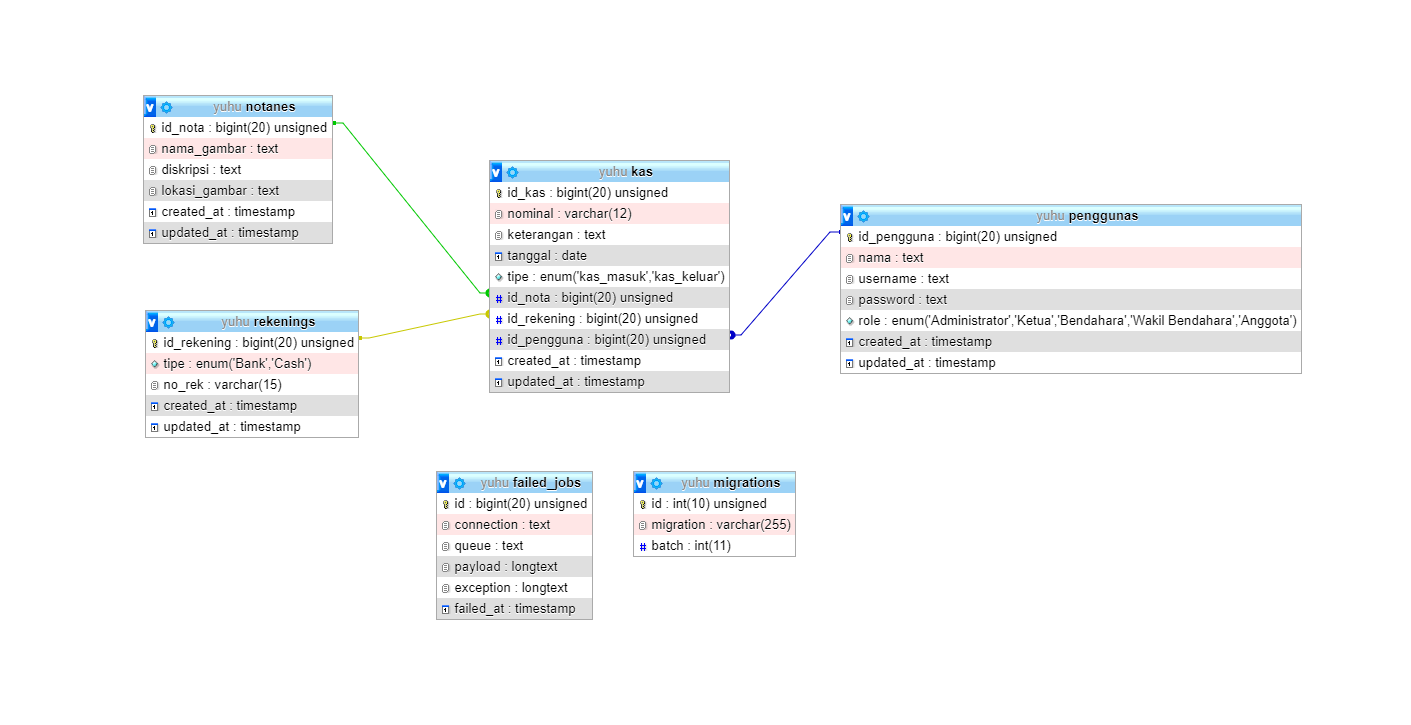 yuhu notanes
id_nota : bigint(20) unsigned
nama_gambar : text
diskripsi : text
lokasi_gambar : text
created_at : timestamp
updated_at : timestamp
yuhu rekenings
id_rekening : bigint(20) unsigned
tipe : enum('Bank','Cash')
no_rek : varchar(15)
created_at : timestamp
updated_at : timestamp
yuhu kas
id_kas : bigint(20) unsigned
nominal : varchar(12)
keterangan : text
tanggal : date
tipe : enum('kas_masuk','kas_keluar')
id_nota : bigint(20) unsigned
id_rekening : bigint(20) unsigned
id_pengguna : bigint(20) unsigned
created_at : timestamp
updated_at : timestamp
yuhu penggunas
id_pengguna : bigint(20) unsigned
nama : text
username : text
password : text
role : enum('Administrator','Ketua','Bendahara','Wakil Bendahara','Anggota')
created_at : timestamp
updated_at : timestamp
yuhu failed_jobs
id : bigint(20) unsigned
connection : text
queue : text
payload : longtext
exception : longtext
failed_at : timestamp
yuhu migrations
id : int(10) unsigned
migration : varchar(255)
batch : int(11)